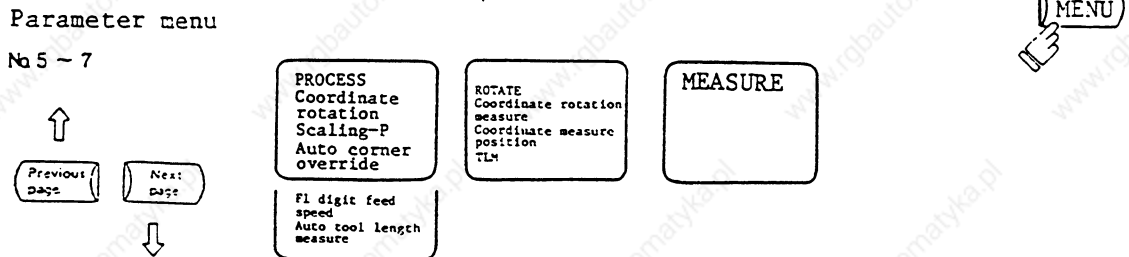 Parameter menu
MENU
No 5 ~ 7
Previous page
Next page
PROCESS
Coordinate
rotation
Scaling-P
Auto corner
override
F1 digit feed
speed
Auto tool length
measure
ROTATE
Coordinate rotation
measure
Coordinate measure
position
TLM
MEASURE